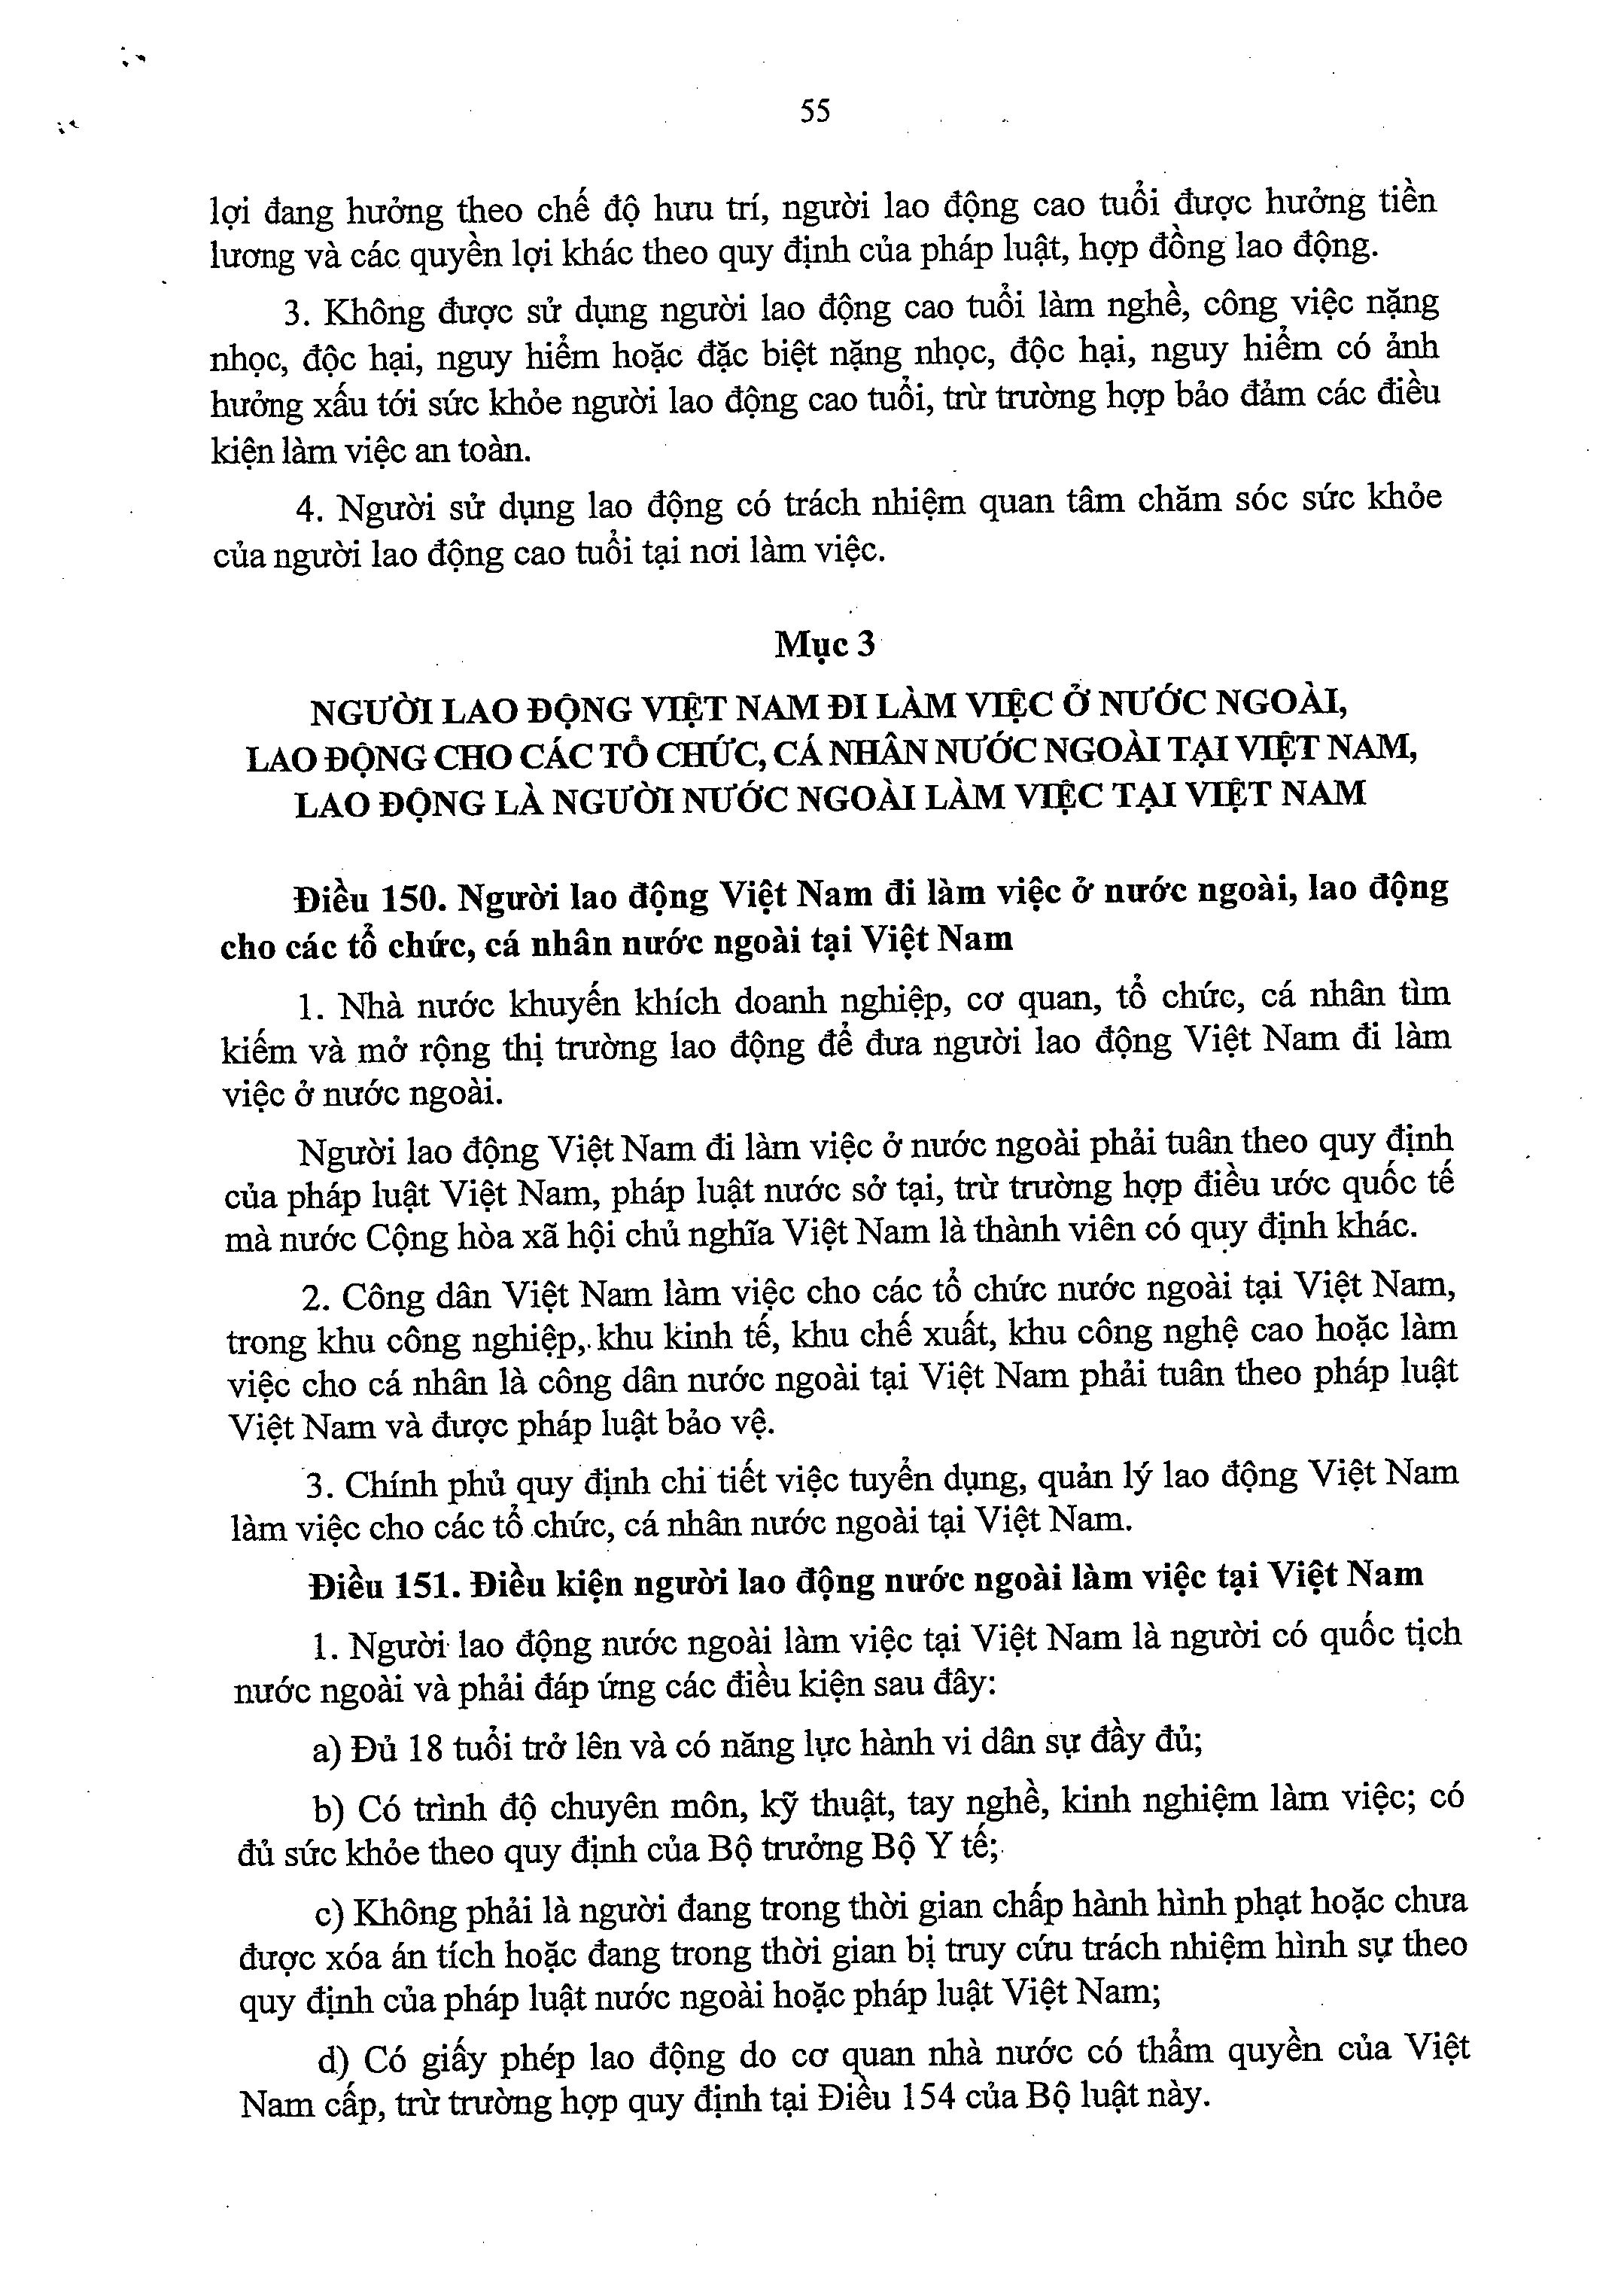 55
lợi đang hưởng theo chế độ hưu trí, người lao động cao tuổi được hưởng tiền
lương và các quyền lợi khác theo quy định của pháp luật, hợp đồng lao động.
3. Không được sử dụng người lao động cao tuổi làm nghề, công việc nặng
nhọc, độc hại, nguy hiểm hoặc đặc biệt nặng nhọc, độc hại, nguy hiểm có ảnh
hưởng xấu tới sức khỏe người lao động cao tuổi, trừ trường hợp bảo đảm các điều
kiện làm việc an toàn.
4. Người sử dụng lao động có trách nhiệm quan tâm chăm sóc sức khỏe
của người lao động cao tuổi tại nơi làm việc.
Mục 3
NGƯỜI LAO ĐỘNG VIỆT NAM ĐI LÀM VIỆC Ở NƯỚC NGOÀI,
LAO ĐỘNG CHO CÁC TỔ CHỨC, CÁ NHÂN NƯỚC NGOÀI TẠI VIỆT NAM,
LAO ĐỘNG LÀ NGƯỜI NƯỚC NGOÀI LÀM VIỆC TẠI VIỆT NAM
Điều 150. Người lao động Việt Nam đi làm việc ở nước ngoài, lao động
cho các tổ chức, cá nhân nước ngoài tại Việt Nam
1. Nhà nước khuyến khích doanh nghiệp, cơ quan, tổ chức, cá nhân tìm
kiếm và mở rộng thị trường lao động để đưa người lao động Việt Nam đi làm
việc ở nước ngoài.
Người lao động Việt Nam đi làm việc ở nước ngoài phải tuân theo quy định
của pháp luật Việt Nam, pháp luật nước sở tại, trừ trường hợp điều ước quốc tế
mà nước Cộng hòa xã hội chủ nghĩa Việt Nam là thành viên có quy định khác.
2. Công dân Việt Nam làm việc cho các tổ chức nước ngoài tại Việt Nam,
trong khu công nghiệp, khu kinh tế, khu chế xuất, khu công nghệ cao hoặc làm
việc cho cá nhân là công dân nước ngoài tại Việt Nam phải tuân theo pháp luật
Việt Nam và được pháp luật bảo vệ.
3. Chính phủ quy định chi tiết việc tuyển dụng, quản lý lao động Việt Nam
làm việc cho các tổ chức, cá nhân nước ngoài tại Việt Nam.
Điều 151. Điều kiện người lao động nước ngoài làm việc tại Việt Nam
1. Người lao động nước ngoài làm việc tại Việt Nam là người có quốc tịch
nước ngoài và phải đáp ứng các điều kiện sau đây:
a) Đủ 18 tuổi trở lên và có năng lực hành vi dân sự đầy đủ;
b) Có trình độ chuyên môn, kỹ thuật, tay nghề, kinh nghiệm làm việc; có
đủ sức khỏe theo quy định của Bộ trưởng Bộ Y tế;
c) Không phải là người đang trong thời gian chấp hành hình phạt hoặc chưa
được xóa án tích hoặc đang trong thời gian bị truy cứu trách nhiệm hình sự theo
quy định của pháp luật nước ngoài hoặc pháp luật Việt Nam;
d) Có giấy phép lao động do cơ quan nhà nước có thẩm quyền của Việt
Nam cấp, trừ trường hợp quy định tại Điều 154 của Bộ luật này.